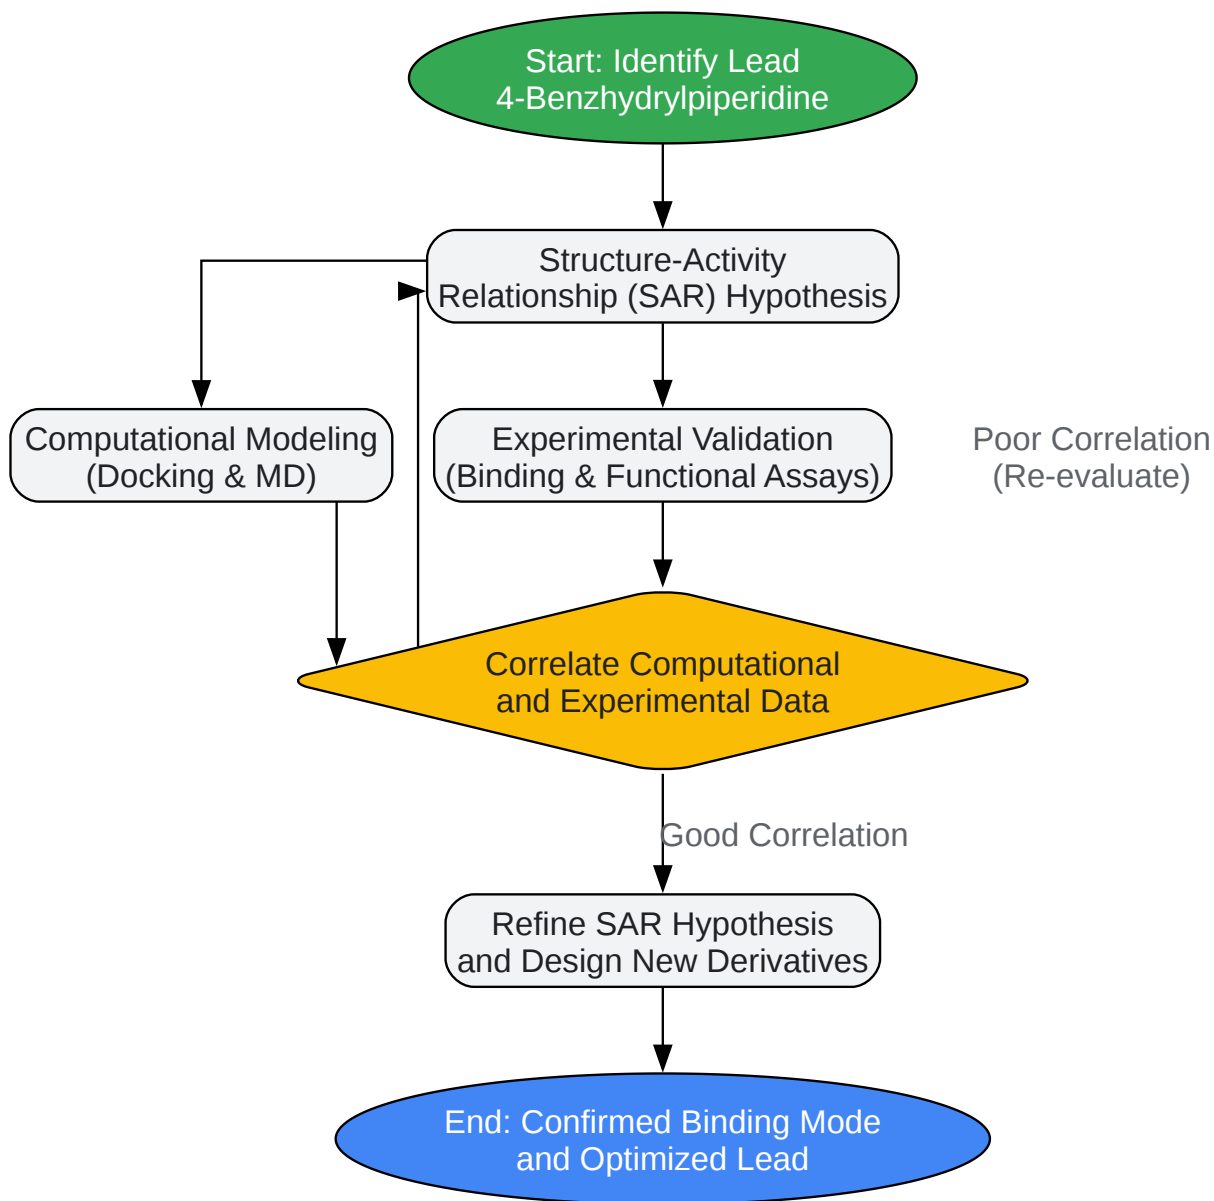 Start: Identify Lead
4-Benzhydrylpiperidine
Structure-Activity
Relationship (SAR) Hypothesis
Computational Modeling
(Docking & MD)
Experimental Validation
(Binding & Functional Assays)
Poor Correlation
(Re-evaluate)
Correlate Computational
and Experimental Data
Good Correlation
Refine SAR Hypothesis
and Design New Derivatives
End: Confirmed Binding Mode
and Optimized Lead